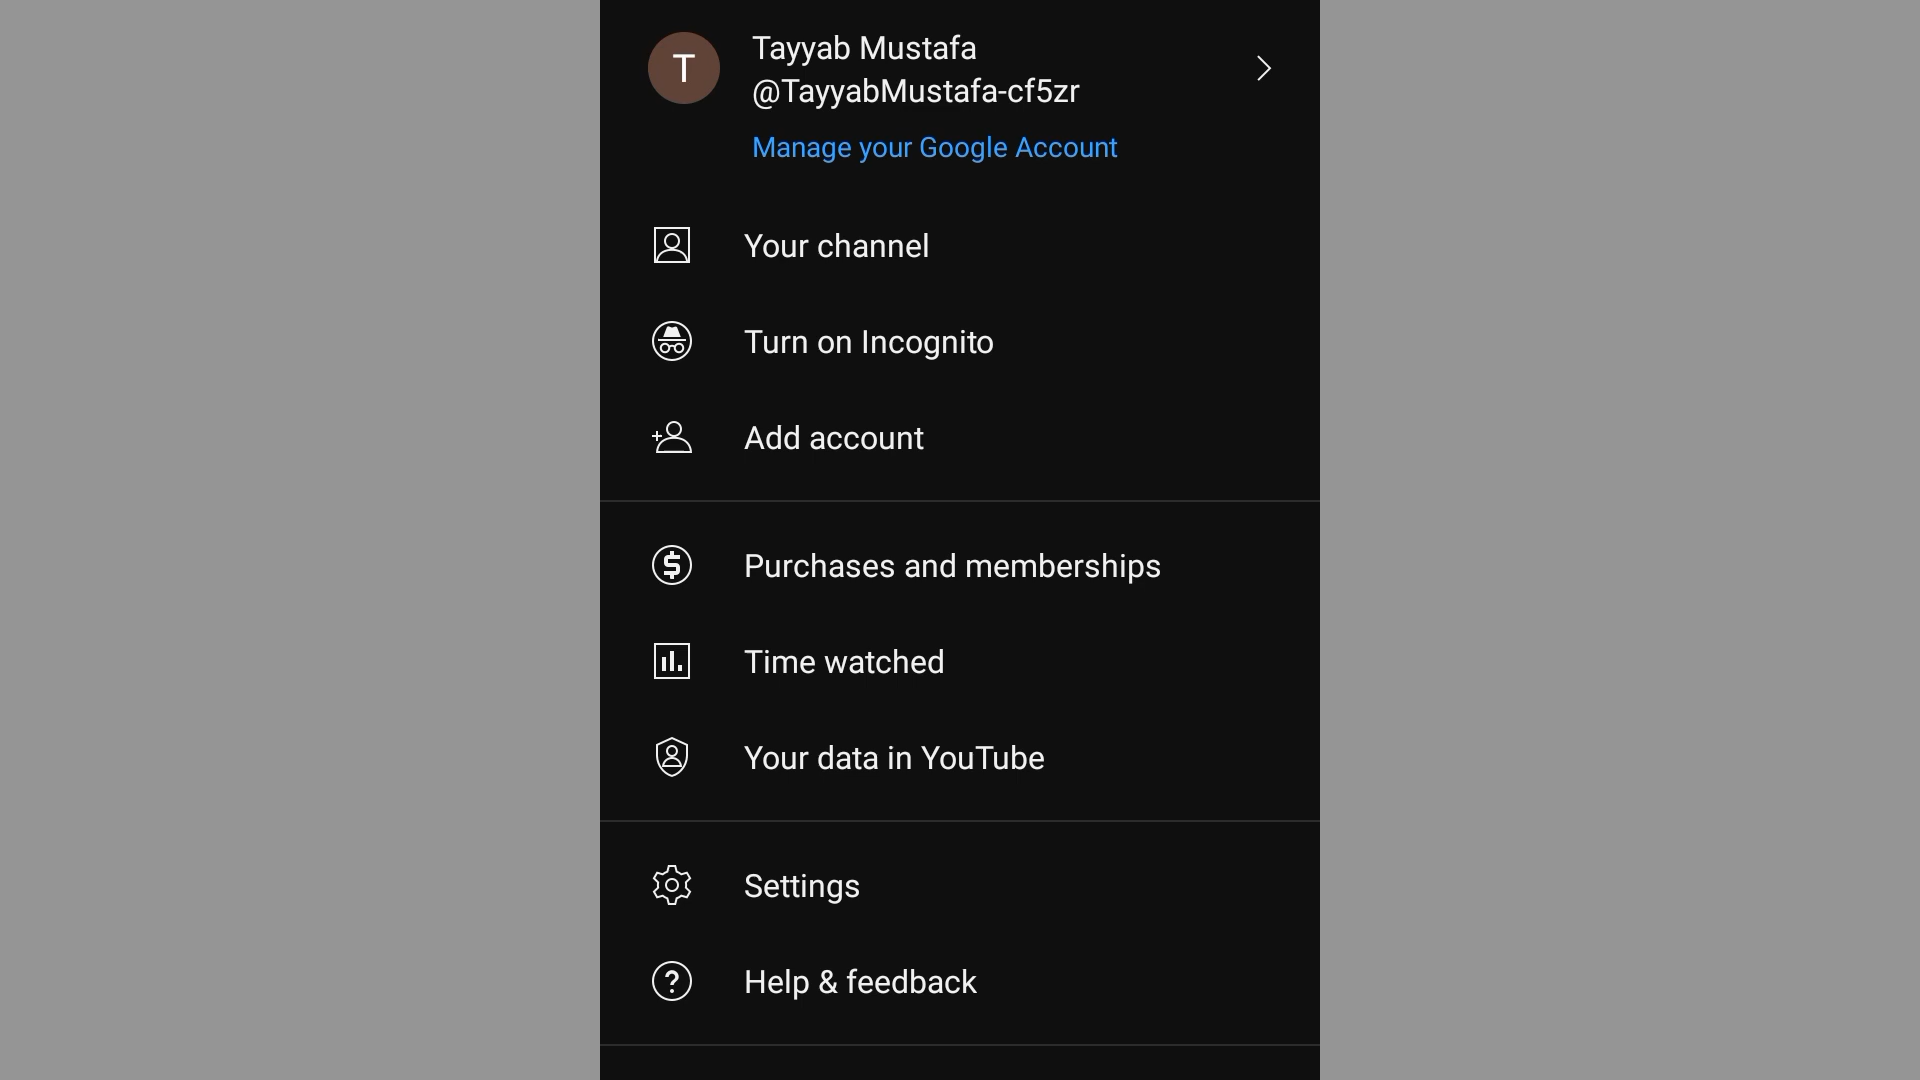 T
Tayyab Mustafa
@TayyabMustafa-cf5zr
Manage your Google Account
Your channel
Turn on Incognito
Add account
Purchases and memberships
Time watched
Your data in YouTube
Settings
Help & feedback